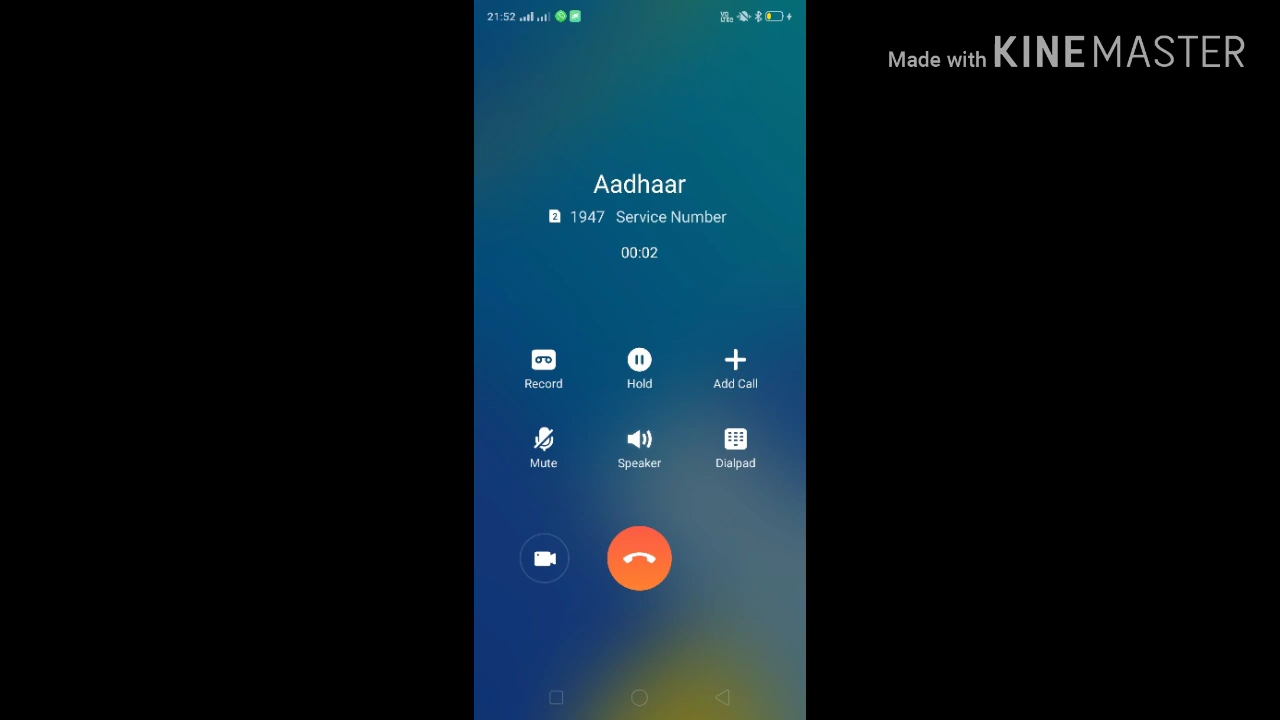 21:52
Made with KINEMASTER
Aadhaar
2 1947 Service Number
00:02
Record Hold Add Call
Mute Speaker Dialpad